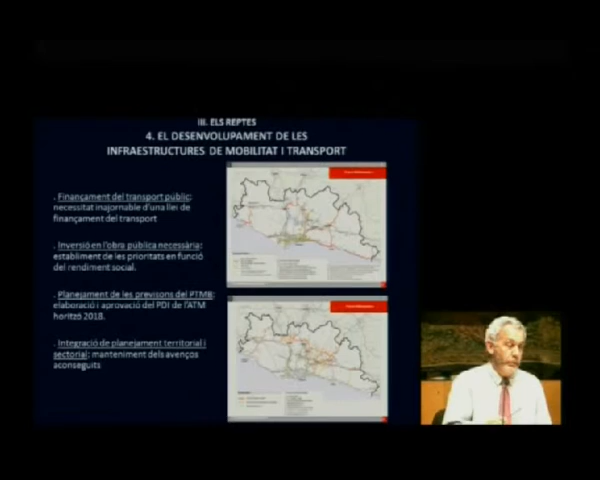 III. ELS REPTES
4. EL DESENVOLUPAMENT DE LES
INFRAESTRUCTURES DE MOBILITAT I TRANSPORT
. Finançament del transport públic:
necessitat inajornable d'una llei de
finançament del transport
. Inversió en l'obra pública necessària:
establiment de les prioritats en funció
del rendiment social.
. Planejament de les previsons del PTMB:
elaboració i aprovació del PDI de l'ATM
horitzó 2018.
. Integració de planejament territorial i
sectorial: manteniment dels avenços
aconseguits